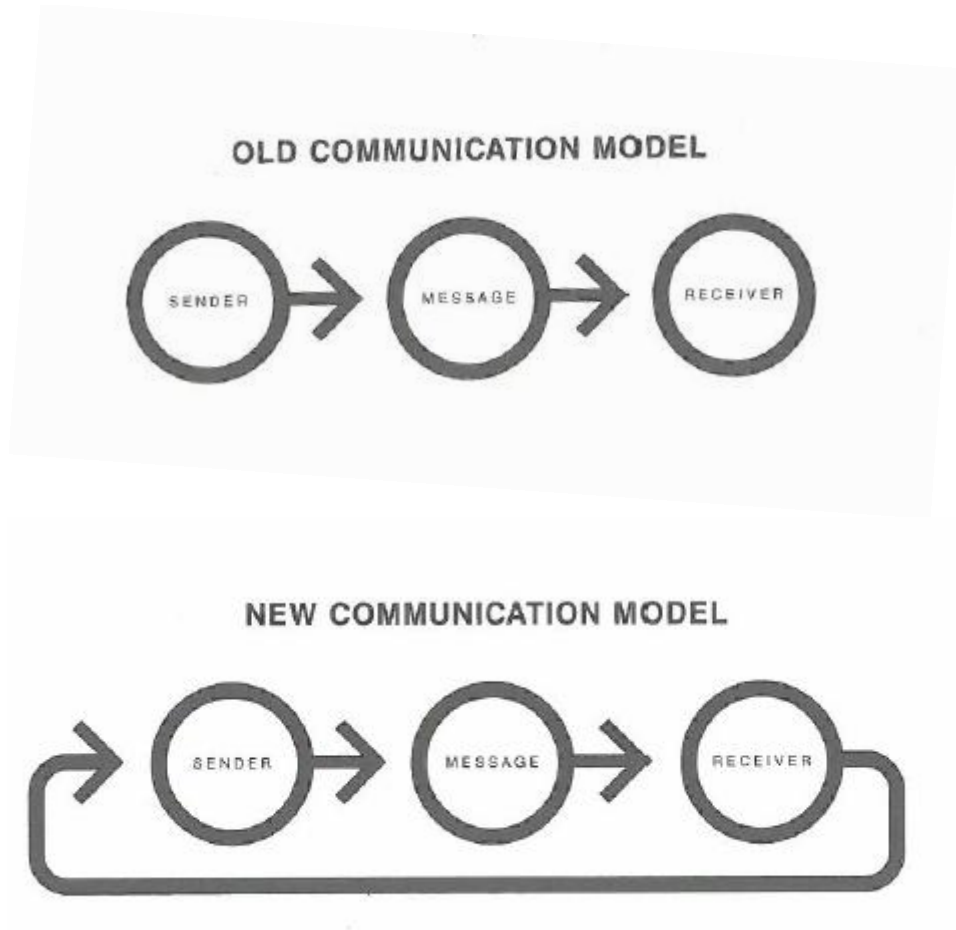 OLD COMMUNICATION MODEL
SENDER
MESSAGE
RECEIVER
NEW COMMUNICATION MODEL
SENDER
MESSAGE
RECEIVER